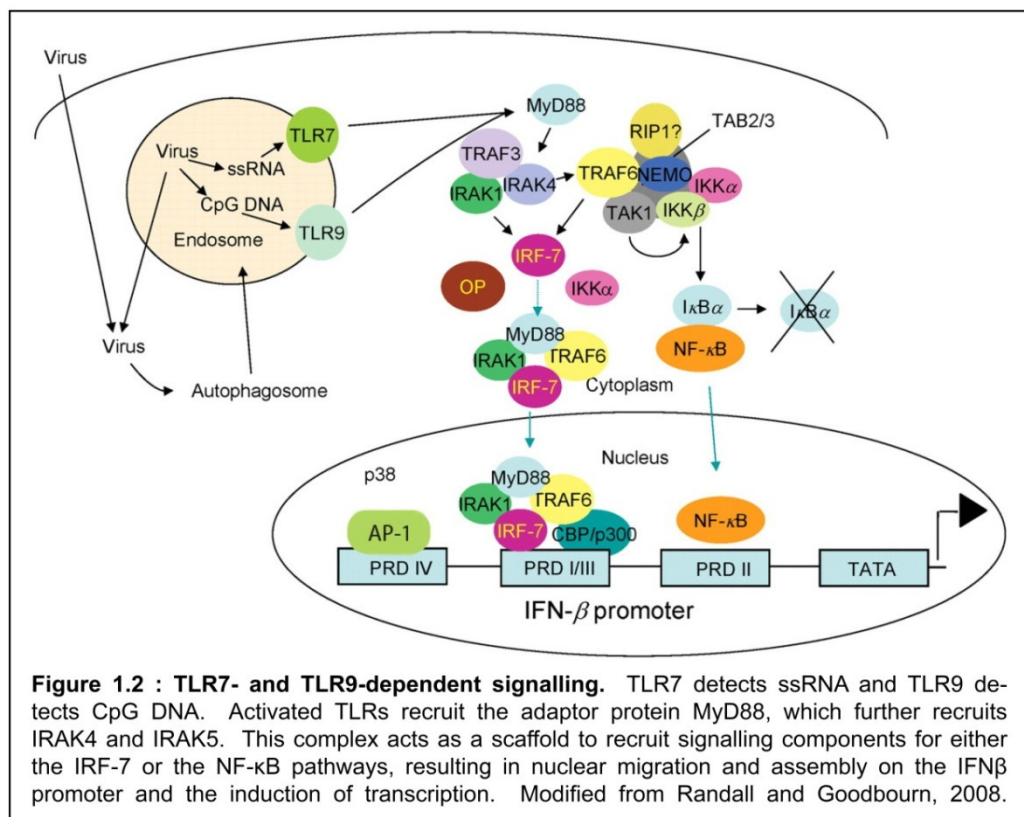 Virus
MyD88
RIP1?
TAB2/3
TLR7
TRAF3
Virus
ssRNA
IRAK4
TRAF6
NEMO
IKKα
IRAK1
CpG DNA
TAK1
IKKβ
TLR9
Endosome
IRF-7
OP
IKKα
IκBα
IκBα
MyD88
Virus
IRAK1
TRAF6
NF-κB
IRF-7
Cytoplasm
Autophagosome
Nucleus
p38
MyD88
IRAK1
TRAF6
NF-κB
AP-1
IRF-7
CBP/p300
PRD IV
PRD I/III
PRD II
TATA
IFN-β promoter
Figure 1.2 : TLR7- and TLR9-dependent signalling. TLR7 detects ssRNA and TLR9 de-
tects CpG DNA. Activated TLRs recruit the adaptor protein MyD88, which further recruits
IRAK4 and IRAK5. This complex acts as a scaffold to recruit signalling components for either
the IRF-7 or the NF-κB pathways, resulting in nuclear migration and assembly on the IFNβ
promoter and the induction of transcription. Modified from Randall and Goodbourn, 2008.